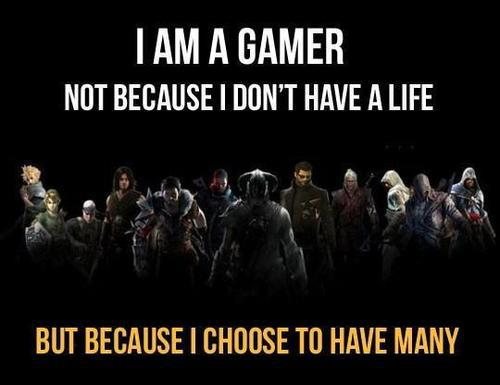 I AM A GAMER
NOT BECAUSE I DON'T HAVE A LIFE
BUT BECAUSE I CHOOSE TO HAVE MANY